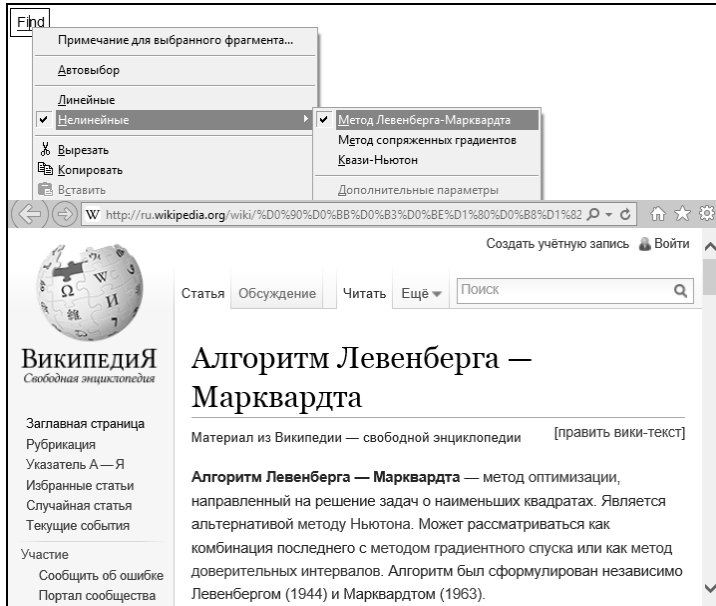 Find
Примечание для выбранного фрагмента...
Автовыбор
Линейные
Нелинейные
Метод Левенберга-Марквардта
Метод сопряженных градиентов
Квази-Ньютон
Дополнительные параметры
Вырезать
Копировать
Вставить
W http://ru.wikipedia.org/wiki/%D0%90%D0%BB%D0%B3%D0%BE%D1%80%D0%B8%D1%82
Создать учётную запись Войти
Статья Обсуждение Читать Ещё Поиск
ВикипедиЯ
Свободная энциклопедия
Заглавная страница
Рубрикация
Указатель А — Я
Избранные статьи
Случайная статья
Текущие события
Участие
Сообщить об ошибке
Портал сообщества
Алгоритм Левенберга —
Марквардта
Материал из Википедии — свободной энциклопедии [править вики-текст]
Алгоритм Левенберга — Марквардта — метод оптимизации,
направленный на решение задач о наименьших квадратах. Является
альтернативой методу Ньютона. Может рассматриваться как
комбинация последнего с методом градиентного спуска или как метод
доверительных интервалов. Алгоритм был сформулирован независимо
Левенбергом (1944) и Марквардтом (1963).